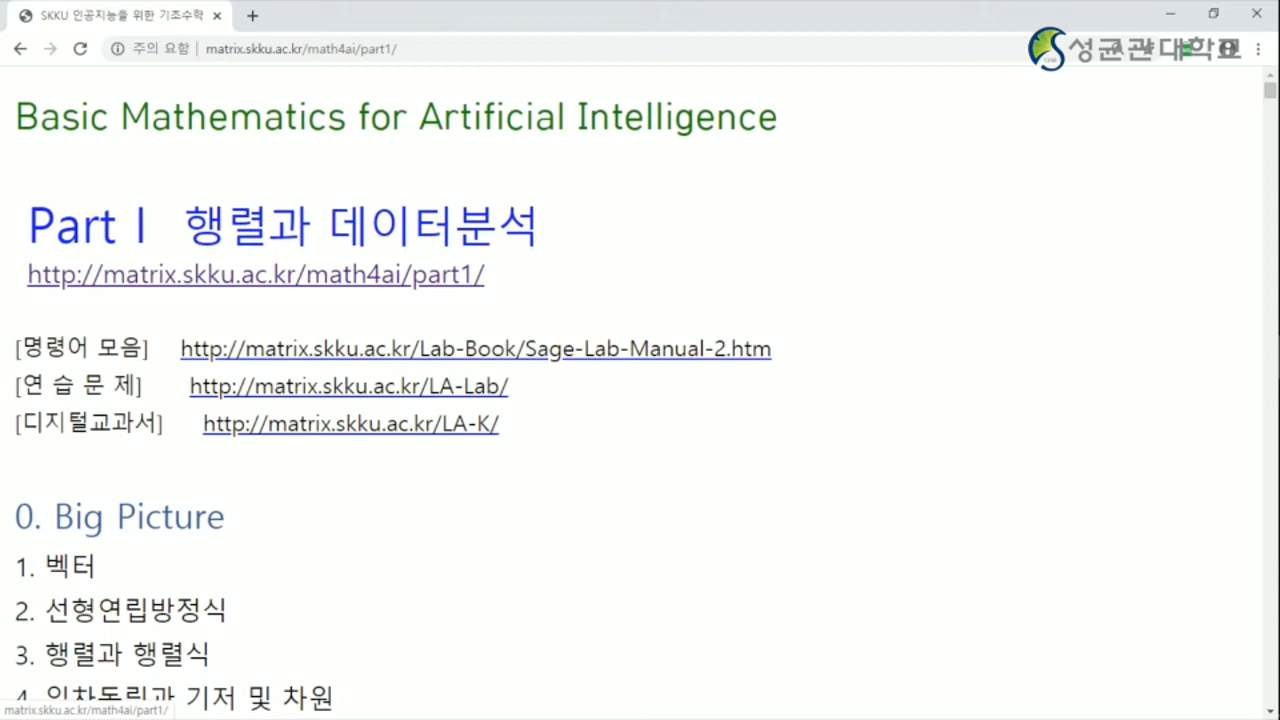 SKKU 인공지능을 위한 기초수학
주의 요함 | matrix.skku.ac.kr/math4ai/part1/
성균관대학교
Basic Mathematics for Artificial Intelligence
Part Ⅰ 행렬과 데이터분석
http://matrix.skku.ac.kr/math4ai/part1/
[명령어 모음] http://matrix.skku.ac.kr/Lab-Book/Sage-Lab-Manual-2.htm
[연 습 문 제] http://matrix.skku.ac.kr/LA-Lab/
[디지털교과서] http://matrix.skku.ac.kr/LA-K/
0. Big Picture
1. 벡터
2. 선형연립방정식
3. 행렬과 행렬식
4. 일차독립과 기저 및 차원
matrix.skku.ac.kr/math4ai/part1/